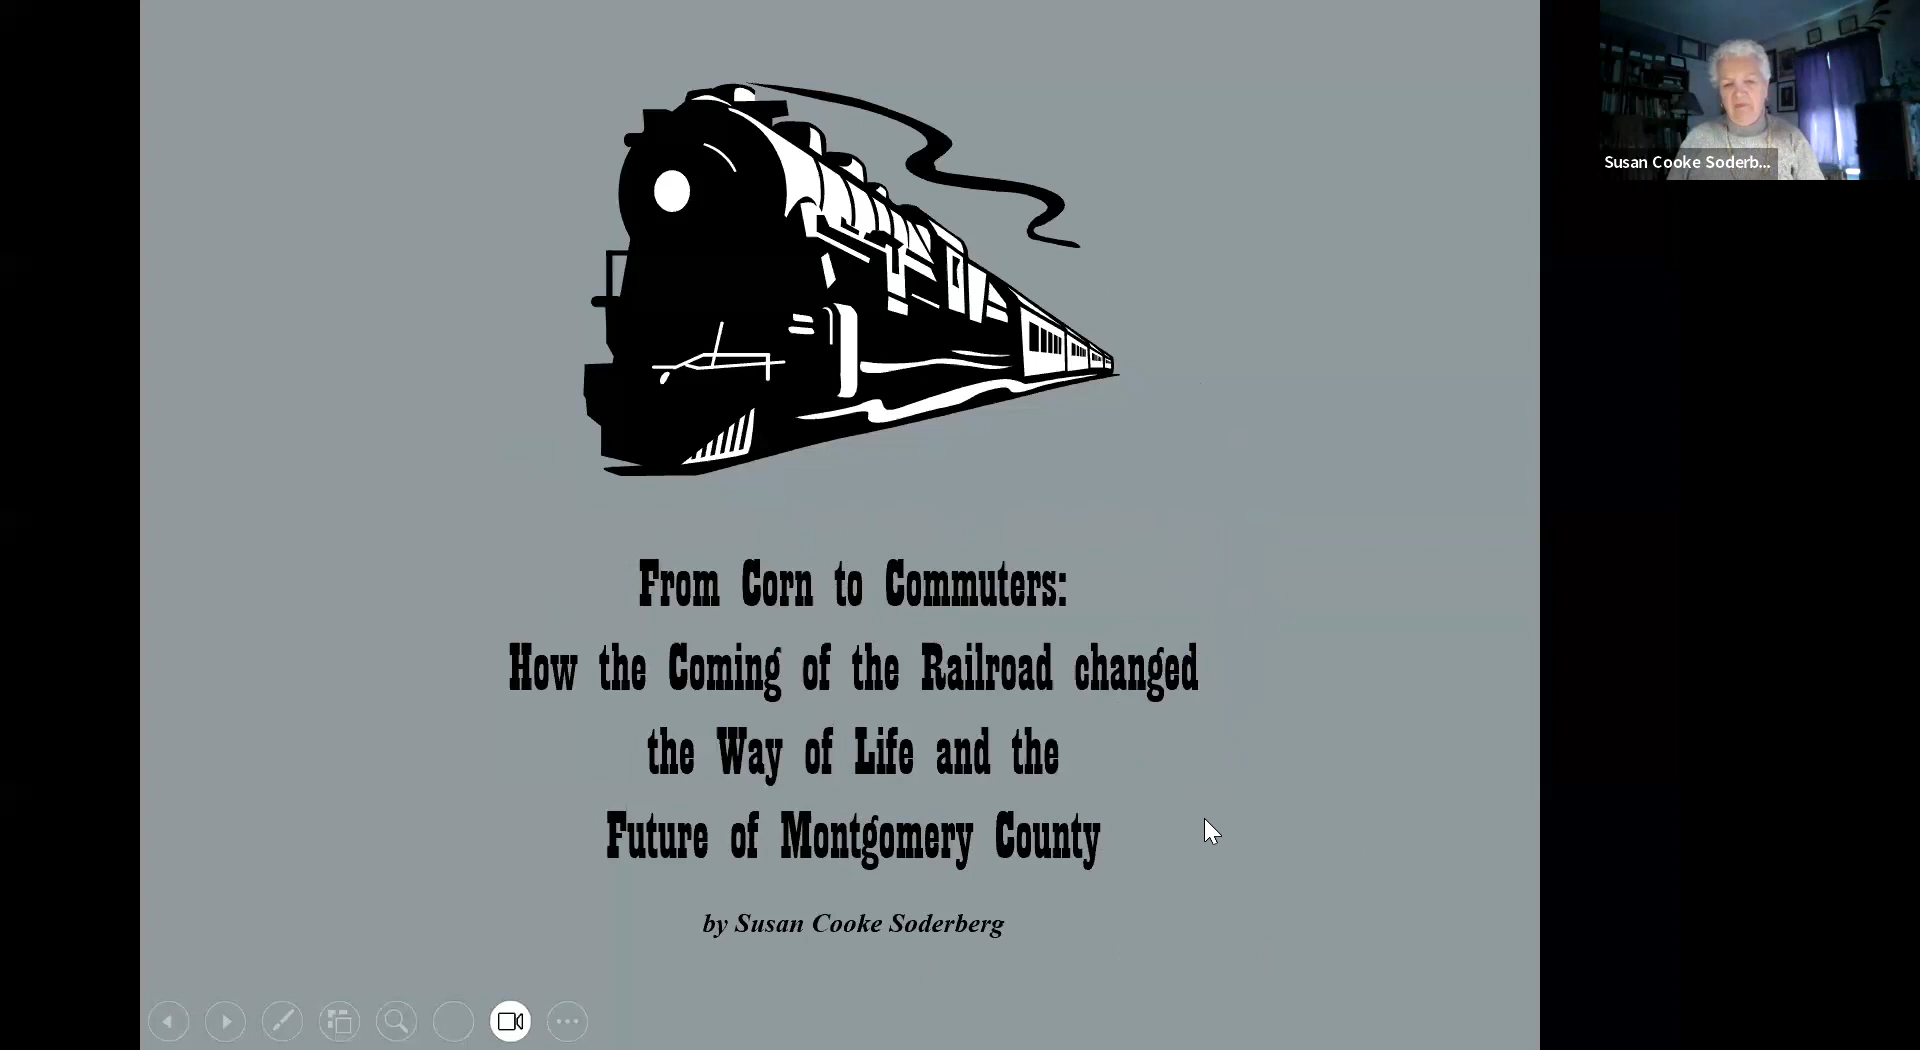 Susan Cooke Soderb...
From Corn to Commuters:
How the Coming of the Railroad changed
the Way of Life and the
Future of Montgomery County
by Susan Cooke Soderberg